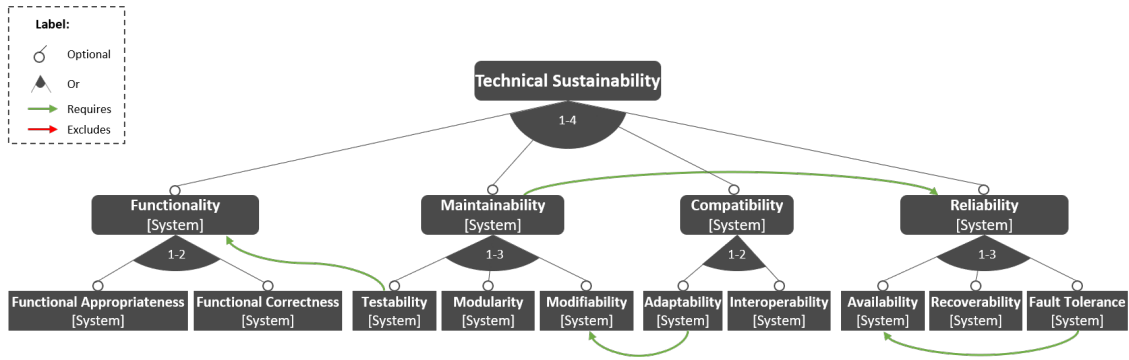 Label:
Optional
Or
Requires
Excludes
Technical Sustainability
1-4
Functionality
[System]
Maintainability
[System]
Compatibility
[System]
Reliability
[System]
1-2
1-3
1-2
1-3
Functional Appropriateness
[System]
Functional Correctness
[System]
Testability
[System]
Modularity
[System]
Modifiability
[System]
Adaptability
[System]
Interoperability
[System]
Availability
[System]
Recoverability
[System]
Fault Tolerance
[System]